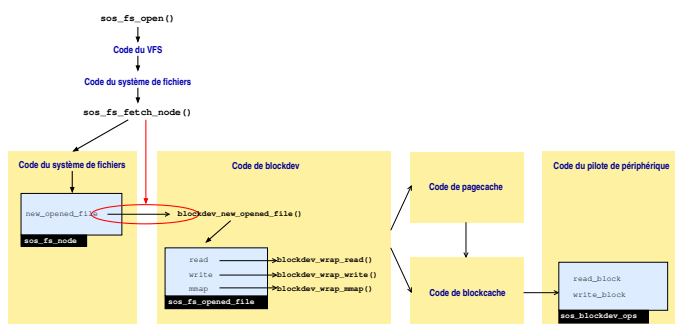 sos_fs_open()
Code du VFS
Code du système de fichiers
sos_fs_fetch_node()
Code du système de fichiers
new_opened_file
sos_fs_node
Code de blockdev
blockdev_new_opened_file()
read
blockdev_wrap_read()
write
blockdev_wrap_write()
mmap
blockdev_wrap_mmap()
sos_fs_opened_file
Code de pagecache
Code de blockcache
Code du pilote de périphérique
read_block
write_block
sos_blockdev_ops